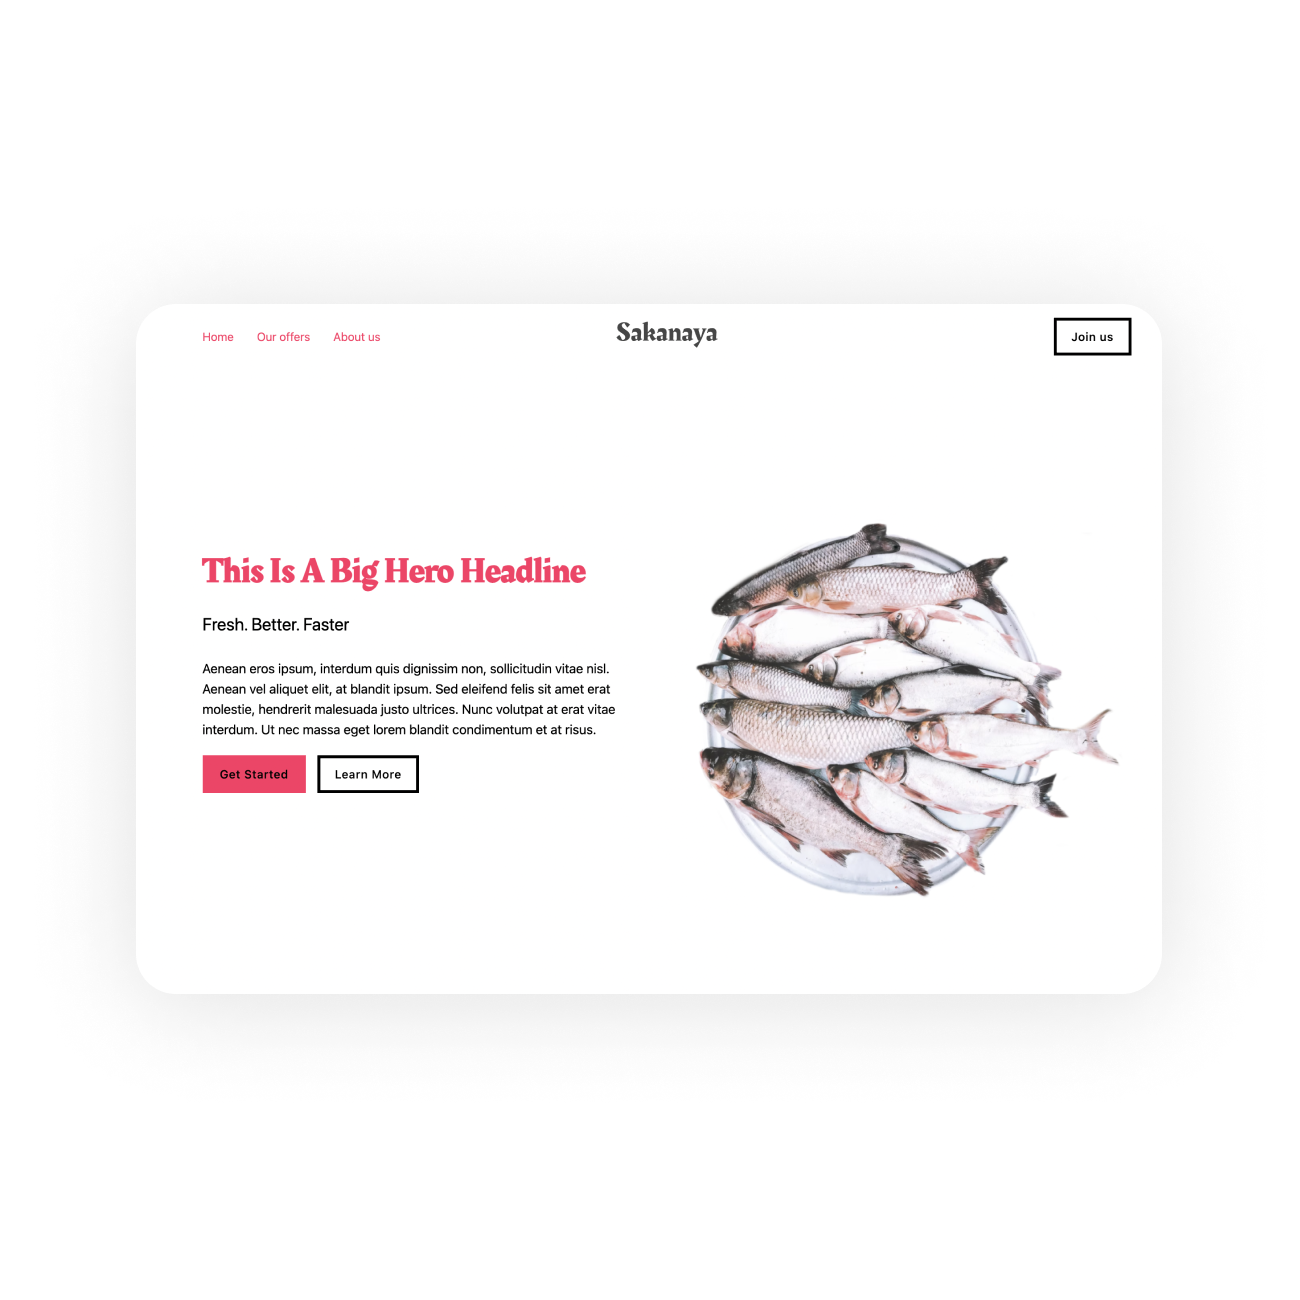 Home
Our offers
About us
Sakanaya
Join us
This Is A Big Hero Headline
Fresh. Better. Faster
Aenean eros ipsum, interdum quis dignissim non, sollicitudin vitae nisl.
Aenean vel aliquet elit, at blandit ipsum. Sed eleifend felis sit amet erat
molestie, hendrerit malesuada justo ultrices. Nunc volutpat at erat vitae
interdum. Ut nec massa eget lorem blandit condimentum et at risus.
Get Started
Learn More